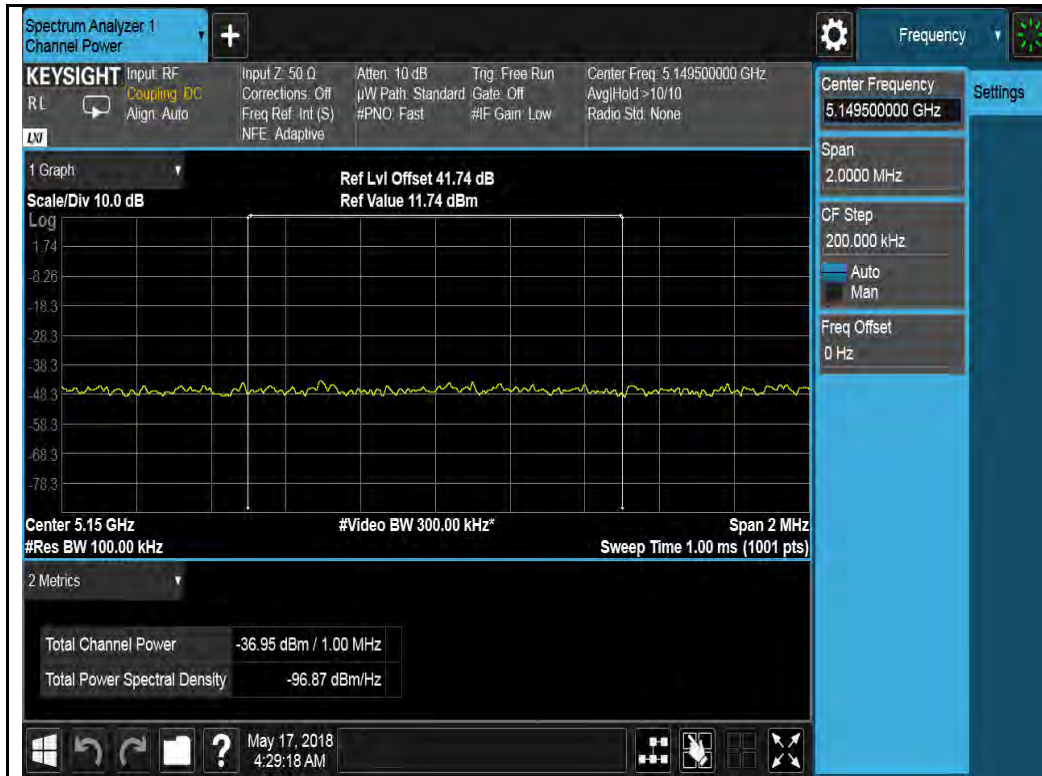 Spectrum Analyzer 1
Channel Power
Frequency
KEYSIGHT
RL
LXI
Input: RF
Coupling: DC
Align: Auto
Input Z: 50 Ω
Corrections: Off
Freq Ref: Int (S)
NFE: Adaptive
Atten: 10 dB
µW Path: Standard
#PNO: Fast
Trig: Free Run
Gate: Off
#IF Gain: Low
Center Freq: 5.149500000 GHz
Avg|Hold >10/10
Radio Std: None
1 Graph
Scale/Div 10.0 dB
Ref Lvl Offset 41.74 dB
Ref Value 11.74 dBm
Log
1.74
-8.26
-18.3
-28.3
-38.3
-48.3
-58.3
-68.3
-78.3
Center 5.15 GHz
#Video BW 300.00 kHz*
Span 2 MHz
#Res BW 100.00 kHz
Sweep Time 1.00 ms (1001 pts)
2 Metrics
Total Channel Power -36.95 dBm / 1.00 MHz
Total Power Spectral Density -96.87 dBm/Hz
May 17, 2018
4:29:18 AM
Center Frequency
5.149500000 GHz
Span
2.0000 MHz
CF Step
200.000 kHz
Auto
Man
Freq Offset
0 Hz
Settings